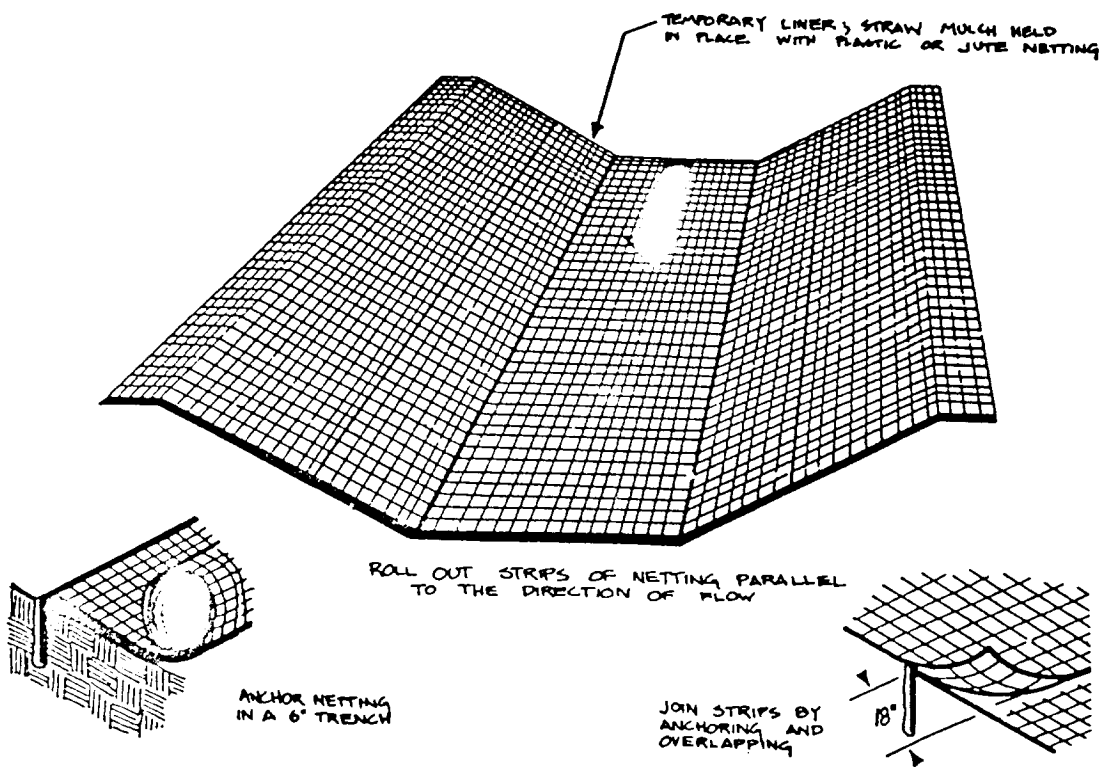 TEMPORARY LINER; STRAW MULCH HELD
IN PLACE WITH PLASTIC OR JUTE NETTING
ROLL OUT STRIPS OF NETTING PARALLEL
TO THE DIRECTION OF FLOW
ANCHOR NETTING
IN A 6" TRENCH
JOIN STRIPS BY
ANCHORING AND
OVERLAPPING
18"